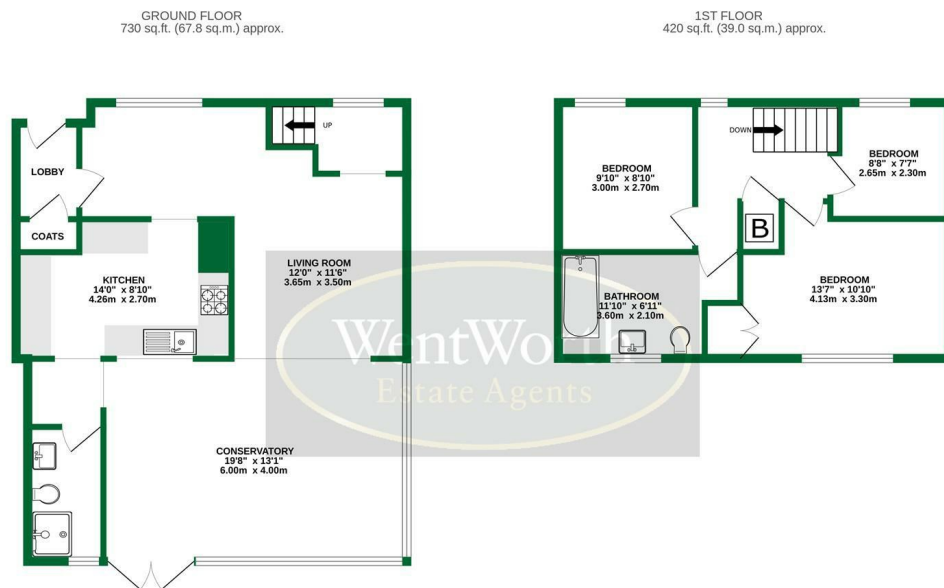 GROUND FLOOR
730 sq.ft. (67.8 sq.m.) approx.
1ST FLOOR
420 sq.ft. (39.0 sq.m.) approx.
UP
LOBBY
COATS
KITCHEN
14'0" x 8'10"
4.26m x 2.70m
LIVING ROOM
12'0" x 11'6"
3.65m x 3.50m
CONSERVATORY
19'8" x 13'1"
6.00m x 4.00m
DOWN
BEDROOM
9'10" x 8'10"
3.00m x 2.70m
BEDROOM
8'8" x 7'7"
2.65m x 2.30m
B
BEDROOM
13'7" x 10'10"
4.13m x 3.30m
BATHROOM
11'10" x 6'11"
3.60m x 2.10m
WentWorth
Estate Agents